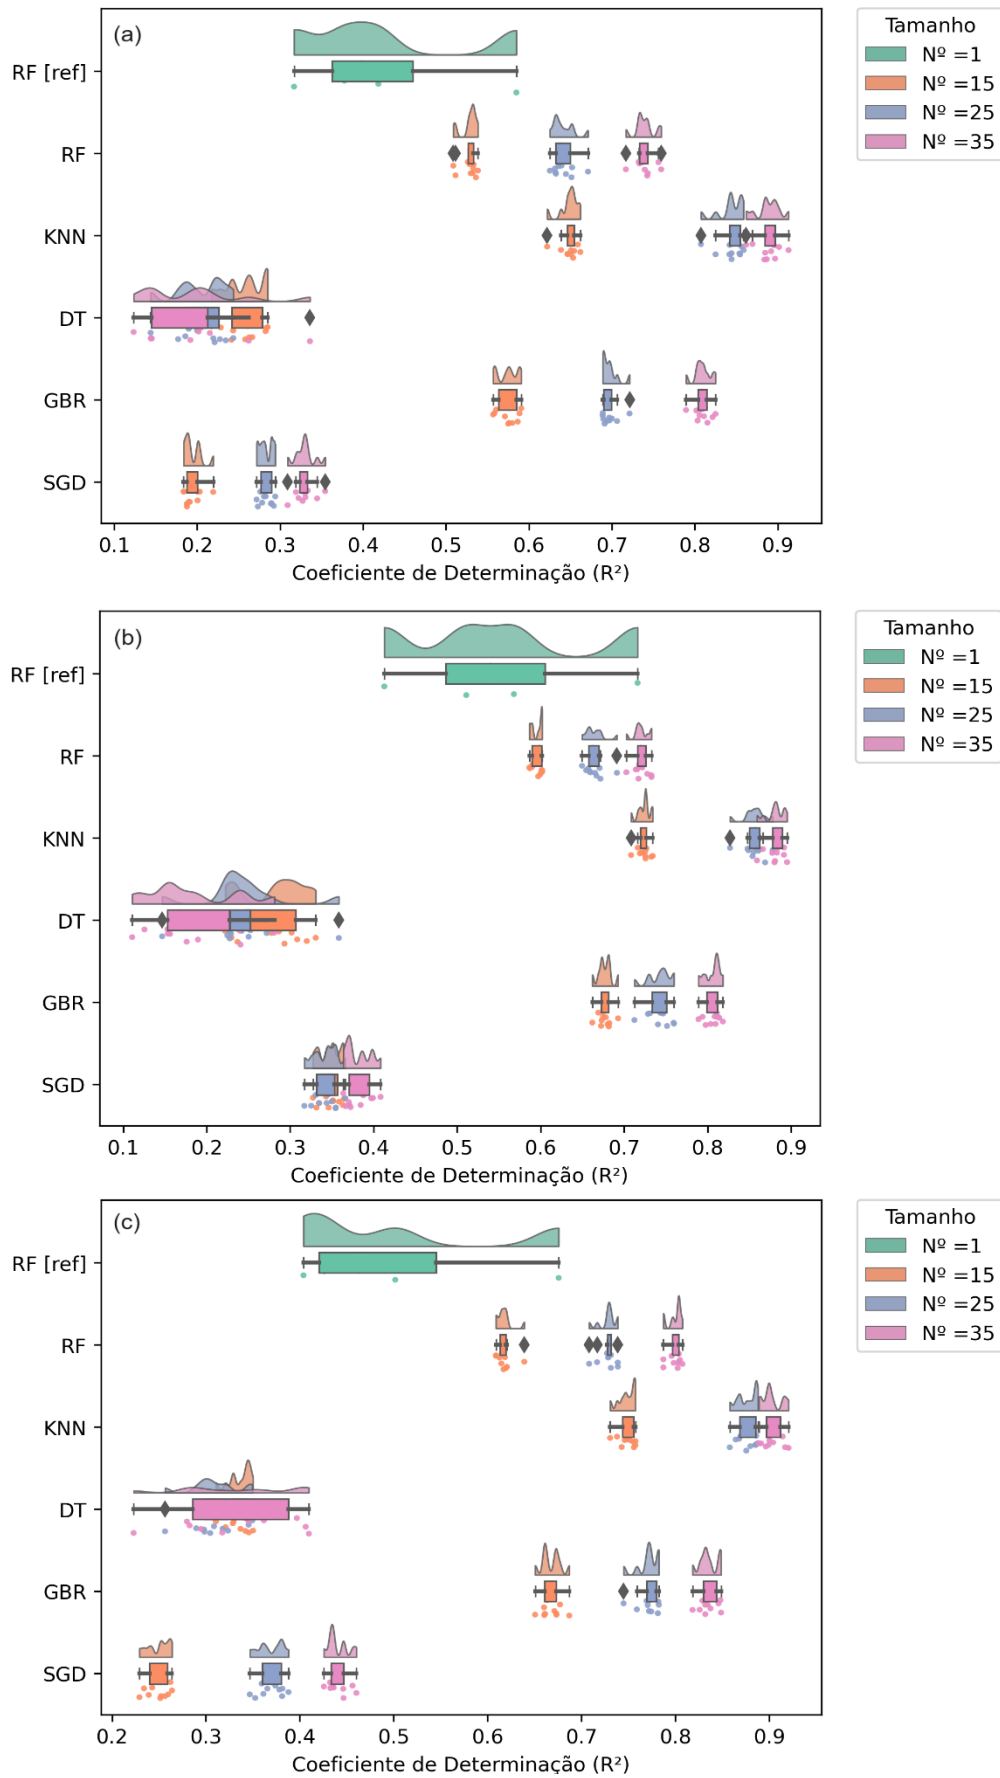 (a)
RF [ref]
RF
KNN
DT
GBR
SGD
0.1 0.2 0.3 0.4 0.5 0.6 0.7 0.8 0.9
Coeficiente de Determinação (R²)
Tamanho
Nº =1
Nº =15
Nº =25
Nº =35
(b)
RF [ref]
RF
KNN
DT
GBR
SGD
0.1 0.2 0.3 0.4 0.5 0.6 0.7 0.8 0.9
Coeficiente de Determinação (R²)
Tamanho
Nº =1
Nº =15
Nº =25
Nº =35
(c)
RF [ref]
RF
KNN
DT
GBR
SGD
0.2 0.3 0.4 0.5 0.6 0.7 0.8 0.9
Coeficiente de Determinação (R²)
Tamanho
Nº =1
Nº =15
Nº =25
Nº =35